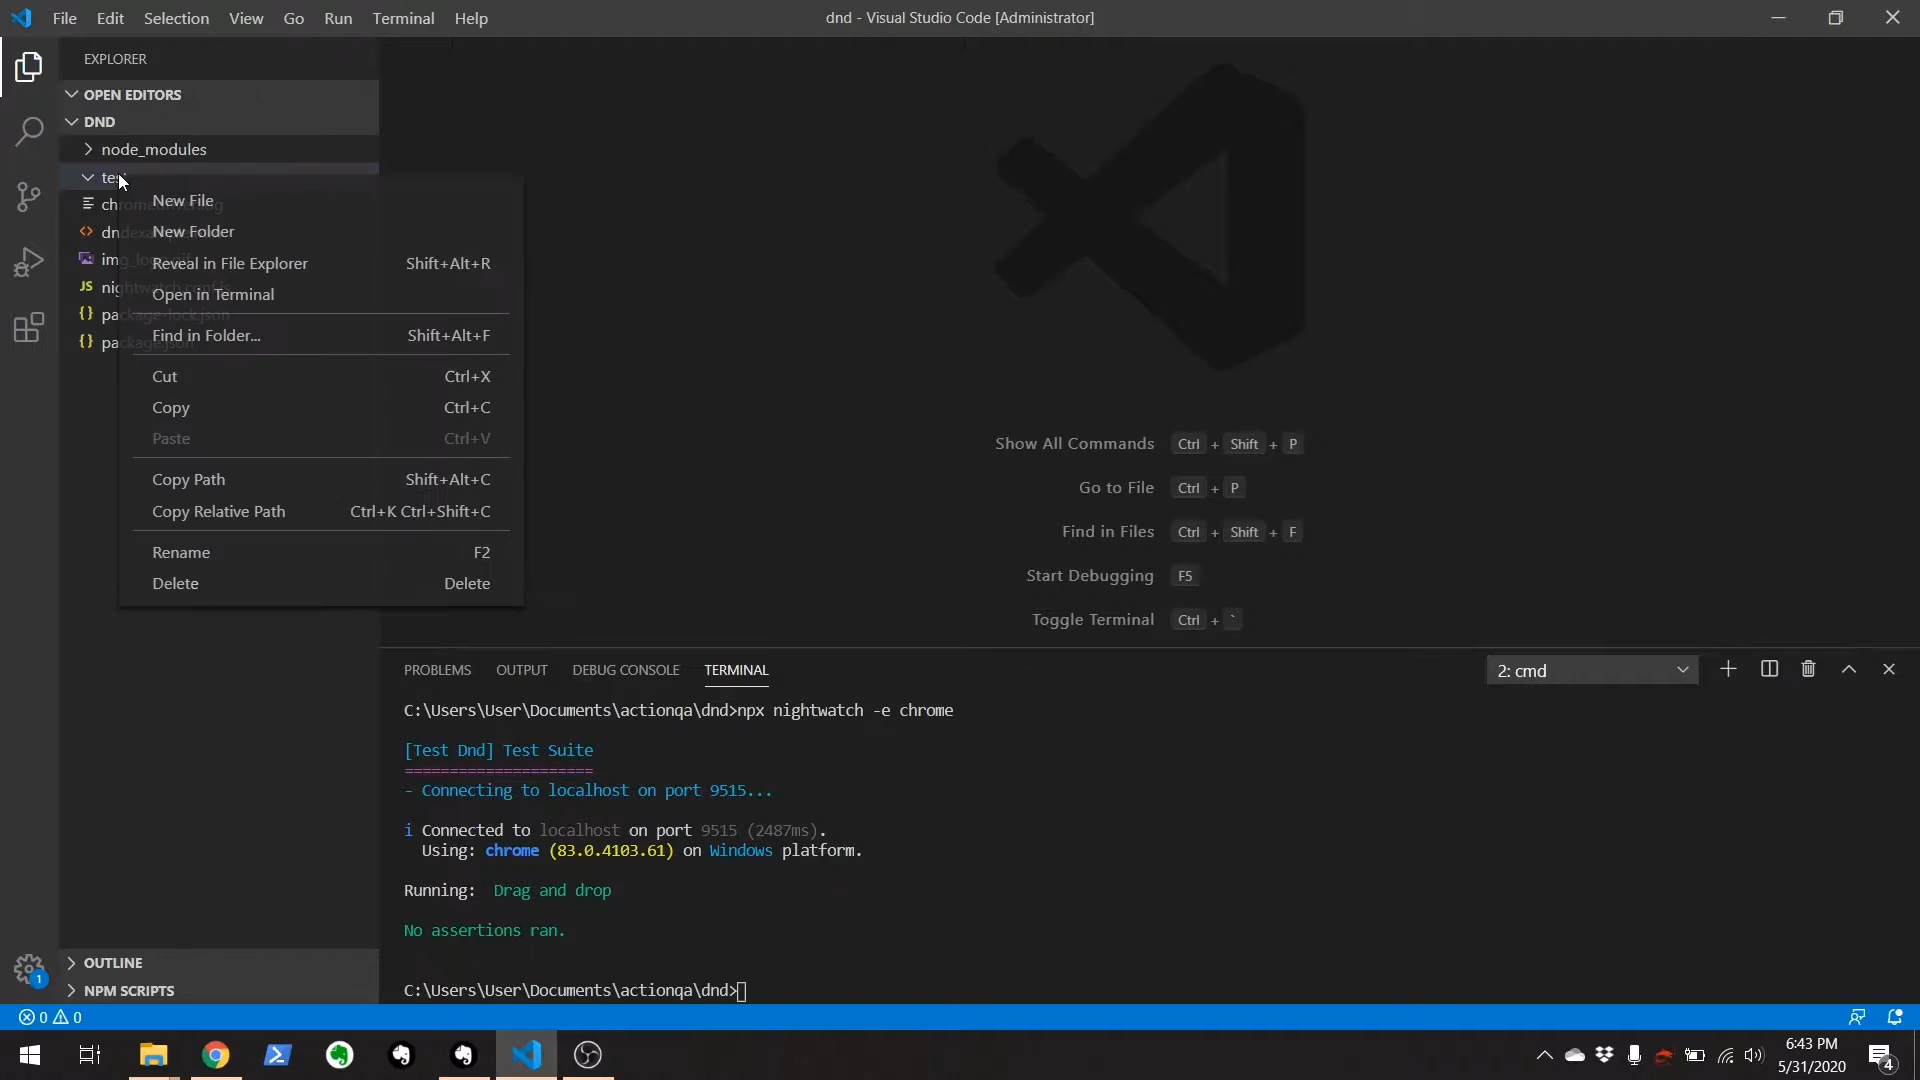 File Edit Selection View Go Run Terminal Help
dnd - Visual Studio Code [Administrator]
EXPLORER
OPEN EDITORS
DND
node_modules
New File
New Folder
Reveal in File Explorer Shift+Alt+R
Open in Terminal
package-lock.json
Find in Folder... Shift+Alt+F
package.json
Cut Ctrl+X
Copy Ctrl+C
Paste Ctrl+V
Copy Path Shift+Alt+C
Copy Relative Path Ctrl+K Ctrl+Shift+C
Rename F2
Delete Delete
Show All Commands Ctrl + Shift + P
Go to File Ctrl + P
Find in Files Ctrl + Shift + F
Start Debugging F5
Toggle Terminal Ctrl + `
PROBLEMS OUTPUT DEBUG CONSOLE TERMINAL
2: cmd
C:\Users\User\Documents\actionqa\dnd>npx nightwatch -e chrome
[Test Dnd] Test Suite
=====================
- Connecting to localhost on port 9515...
i Connected to localhost on port 9515 (2487ms).
Using: chrome (83.0.4103.61) on Windows platform.
Running: Drag and drop
No assertions ran.
C:\Users\User\Documents\actionqa\dnd>
OUTLINE
NPM SCRIPTS
1
0 0
6:43 PM
5/31/2020
4